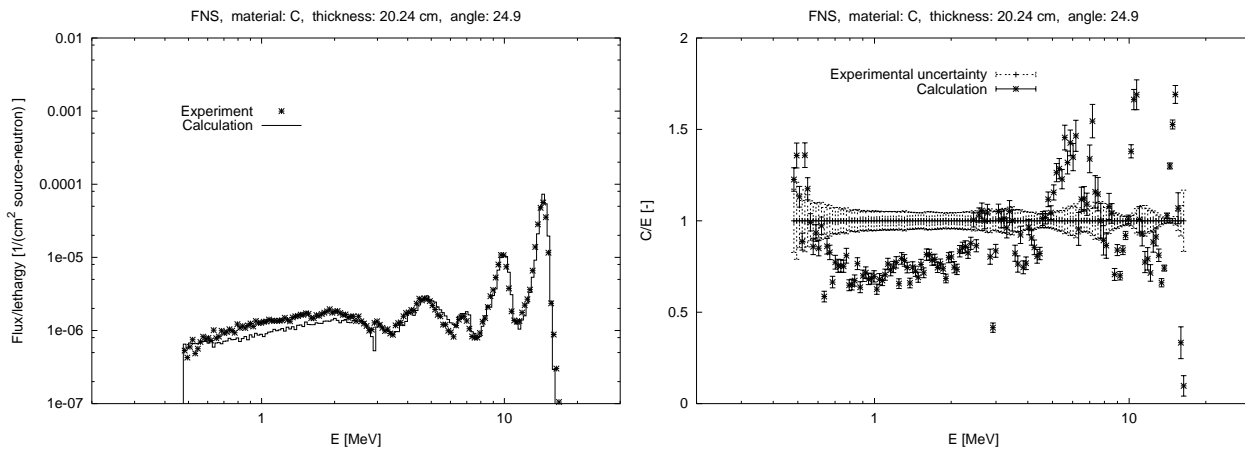 FNS, material: C, thickness: 20.24 cm, angle: 24.9
Flux/lethargy [1/(cm² source-neutron) ]
0.01
0.001
0.0001
1e-05
1e-06
1e-07
Experiment
Calculation
1
10
E [MeV]
FNS, material: C, thickness: 20.24 cm, angle: 24.9
C/E [-]
2
1.5
1
0.5
0
Experimental uncertainty
Calculation
1
10
E [MeV]